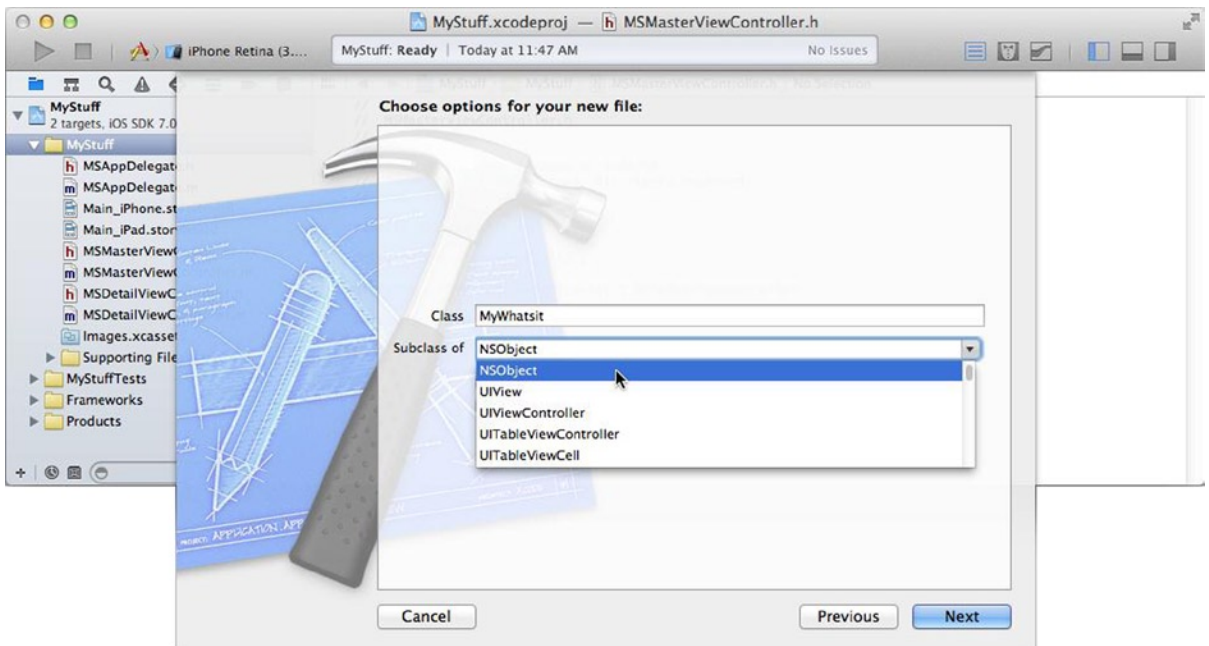 MyStuff.xcodeproj — h MSMasterViewController.h
iPhone Retina (3....
MyStuff: Ready | Today at 11:47 AM
No Issues
MyStuff
2 targets, iOS SDK 7.0
MyStuff
h MSAppDelegat
m MSAppDelegat
Main_iPhone.st
Main_iPad.stor
h MSMasterView
m MSMasterView
h MSDetailViewC
m MSDetailViewC
Images.xcasset
Supporting File
MyStuffTests
Frameworks
Products
Choose options for your new file:
Class MyWhatsit
Subclass of NSObject
NSObject
UIView
UIViewController
UITableViewController
UITableViewCell
Cancel
Previous
Next